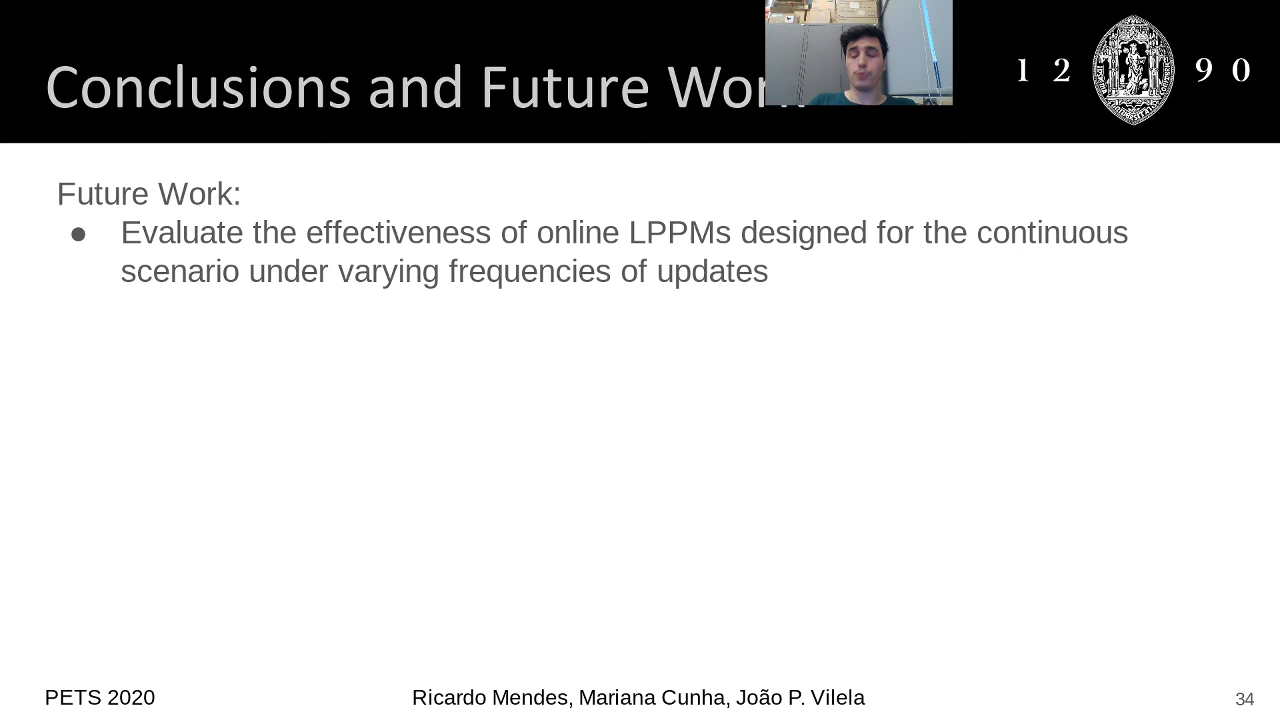 Conclusions and Future Work
1 2 9 0
Future Work:
● Evaluate the effectiveness of online LPPMs designed for the continuous
scenario under varying frequencies of updates
PETS 2020
Ricardo Mendes, Mariana Cunha, João P. Vilela
34